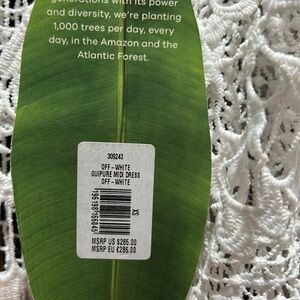 generations with its power
and diversity, we're planting
1,000 trees per day, every
day, in the Amazon and the
Atlantic Forest.
309243
OFF-WHITE
GUIPURE MIDI DRESS
OFF-WHITE
XS
MSRP US $285.00
MSRP EU €285.00